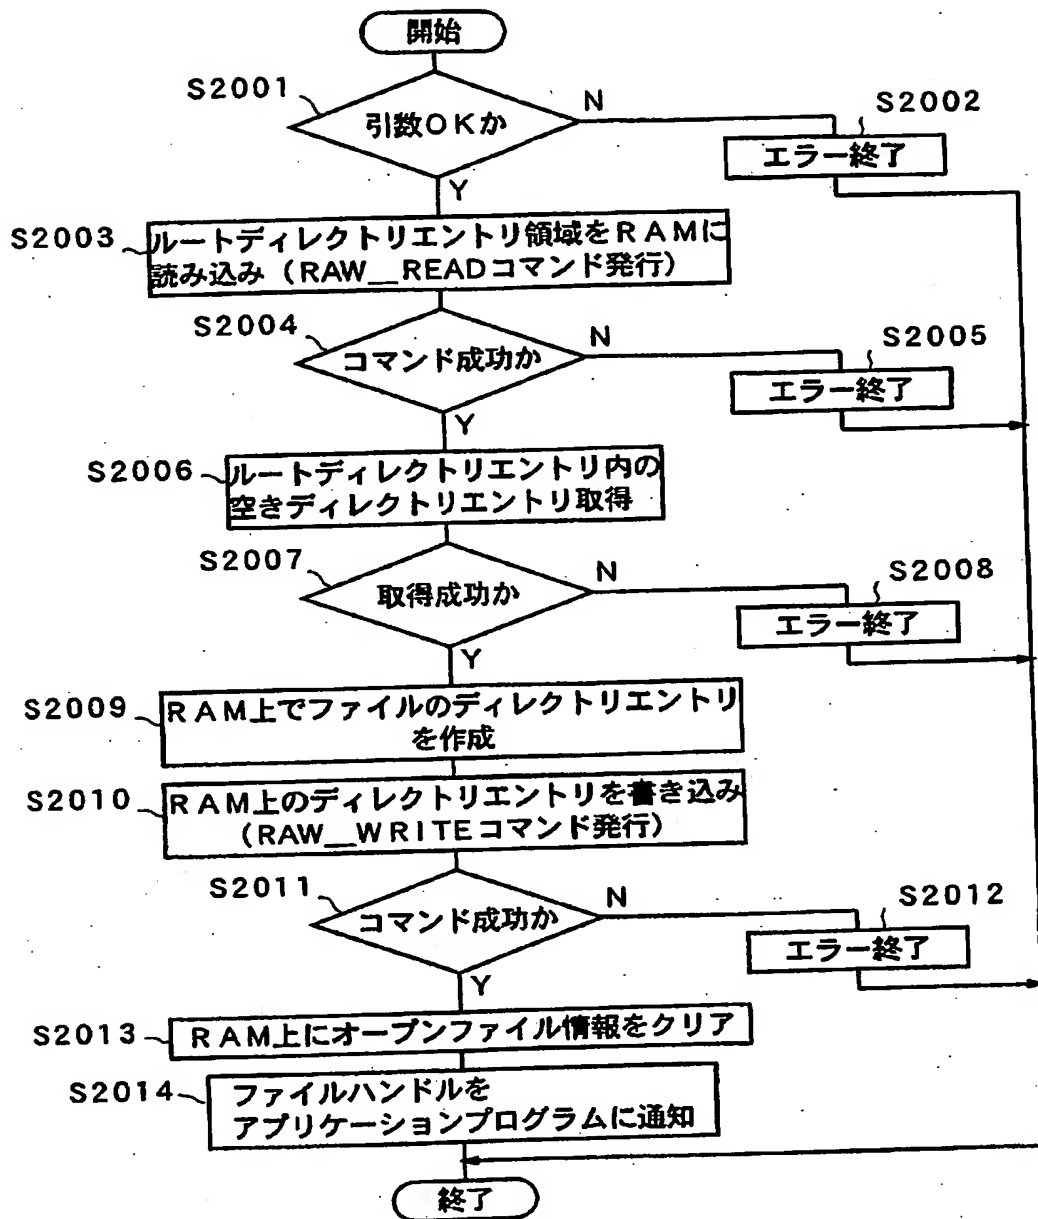 開始
S2001
引数OKか
N
S2002
エラー終了
Y
S2003
ルートディレクトリエントリ領域をRAMに
読み込み（RAW__READコマンド発行）
S2004
コマンド成功か
N
S2005
エラー終了
Y
S2006
ルートディレクトリエントリ内の
空きディレクトリエントリ取得
S2007
取得成功か
N
S2008
エラー終了
Y
S2009
RAM上でファイルのディレクトリエントリ
を作成
S2010
RAM上のディレクトリエントリを書き込み
（RAW__WRITEコマンド発行）
S2011
コマンド成功か
N
S2012
エラー終了
Y
S2013
RAM上にオープンファイル情報をクリア
S2014
ファイルハンドルを
アプリケーションプログラムに通知
終了